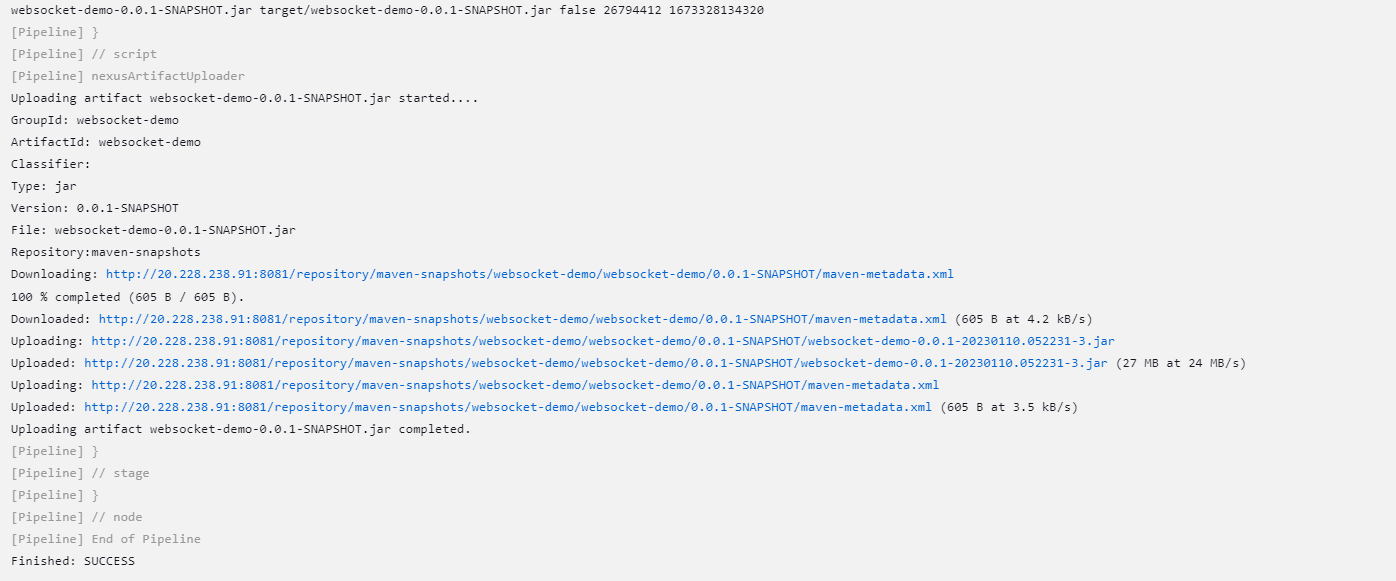 websocket-demo-0.0.1-SNAPSHOT.jar target/websocket-demo-0.0.1-SNAPSHOT.jar false 26794412 1673328134320
[Pipeline] }
[Pipeline] // script
[Pipeline] nexusArtifactUploader
Uploading artifact websocket-demo-0.0.1-SNAPSHOT.jar started....
GroupId: websocket-demo
ArtifactId: websocket-demo
Classifier:
Type: jar
Version: 0.0.1-SNAPSHOT
File: websocket-demo-0.0.1-SNAPSHOT.jar
Repository:maven-snapshots
Downloading: http://20.228.238.91:8081/repository/maven-snapshots/websocket-demo/websocket-demo/0.0.1-SNAPSHOT/maven-metadata.xml
100 % completed (605 B / 605 B).
Downloaded: http://20.228.238.91:8081/repository/maven-snapshots/websocket-demo/websocket-demo/0.0.1-SNAPSHOT/maven-metadata.xml (605 B at 4.2 kB/s)
Uploading: http://20.228.238.91:8081/repository/maven-snapshots/websocket-demo/websocket-demo/0.0.1-SNAPSHOT/websocket-demo-0.0.1-20230110.052231-3.jar
Uploaded: http://20.228.238.91:8081/repository/maven-snapshots/websocket-demo/websocket-demo/0.0.1-SNAPSHOT/websocket-demo-0.0.1-20230110.052231-3.jar (27 MB at 24 MB/s)
Uploading: http://20.228.238.91:8081/repository/maven-snapshots/websocket-demo/websocket-demo/0.0.1-SNAPSHOT/maven-metadata.xml
Uploaded: http://20.228.238.91:8081/repository/maven-snapshots/websocket-demo/websocket-demo/0.0.1-SNAPSHOT/maven-metadata.xml (605 B at 3.5 kB/s)
Uploading artifact websocket-demo-0.0.1-SNAPSHOT.jar completed.
[Pipeline] }
[Pipeline] // stage
[Pipeline] }
[Pipeline] // node
[Pipeline] End of Pipeline
Finished: SUCCESS